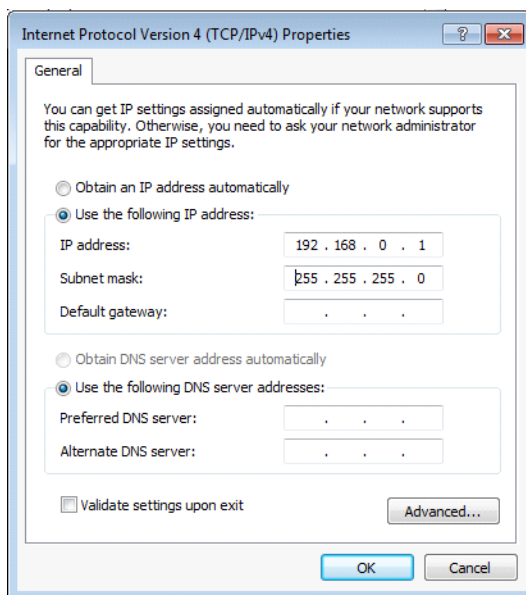 Internet Protocol Version 4 (TCP/IPv4) Properties
General
You can get IP settings assigned automatically if your network supports
this capability. Otherwise, you need to ask your network administrator
for the appropriate IP settings.
Obtain an IP address automatically
Use the following IP address:
IP address: 192 . 168 . 0 . 1
Subnet mask: 255 . 255 . 255 . 0
Default gateway: . . .
Obtain DNS server address automatically
Use the following DNS server addresses:
Preferred DNS server: . . .
Alternate DNS server: . . .
Validate settings upon exit
Advanced...
OK Cancel